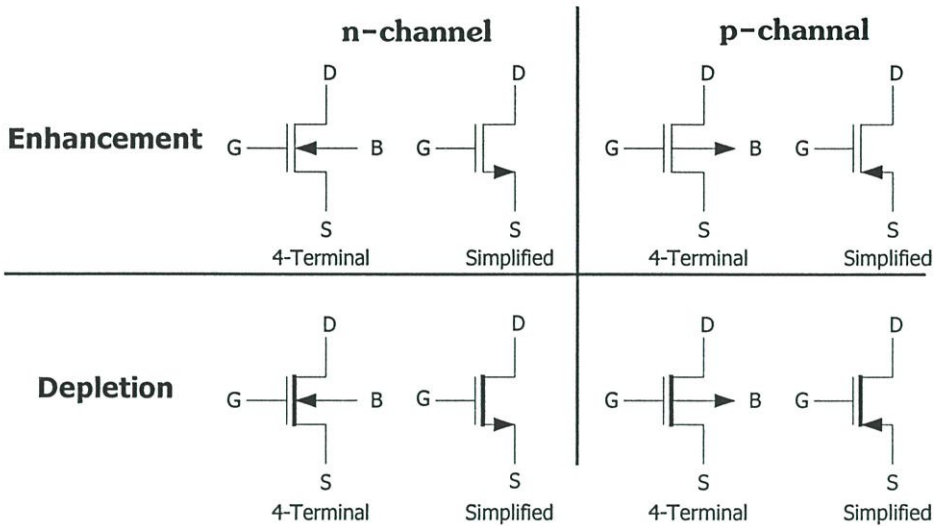 n-channel
p-channal
D
D
D
D
Enhancement
G
B
G
G
B
G
S
S
S
S
4-Terminal
Simplified
4-Terminal
Simplified
D
D
D
D
Depletion
G
B
G
G
B
G
S
S
S
S
4-Terminal
Simplified
4-Terminal
Simplified